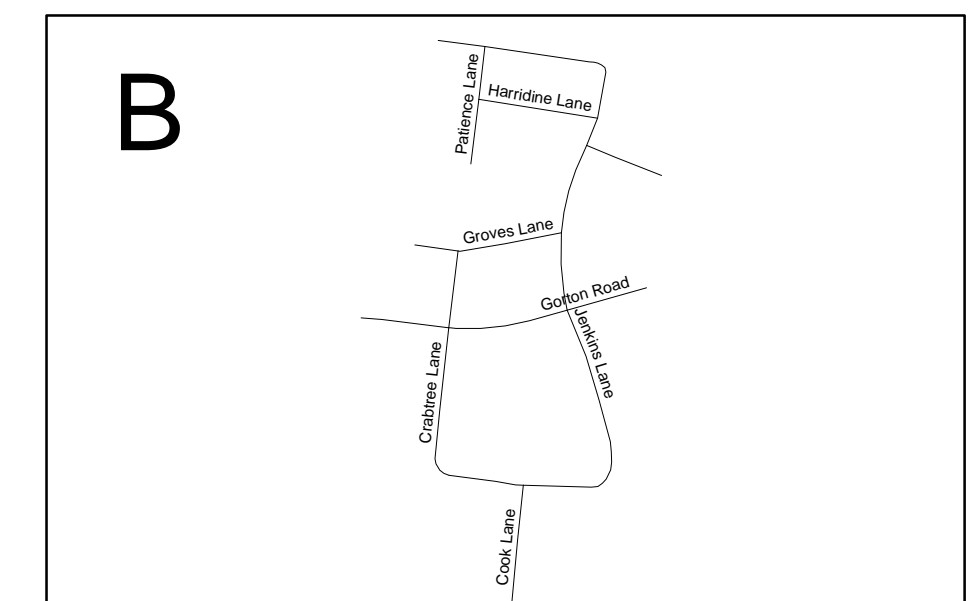 B
Patience Lane
Harridine Lane
Groves Lane
Gorton Road
Jenkins Lane
Crabtree Lane
Cook Lane